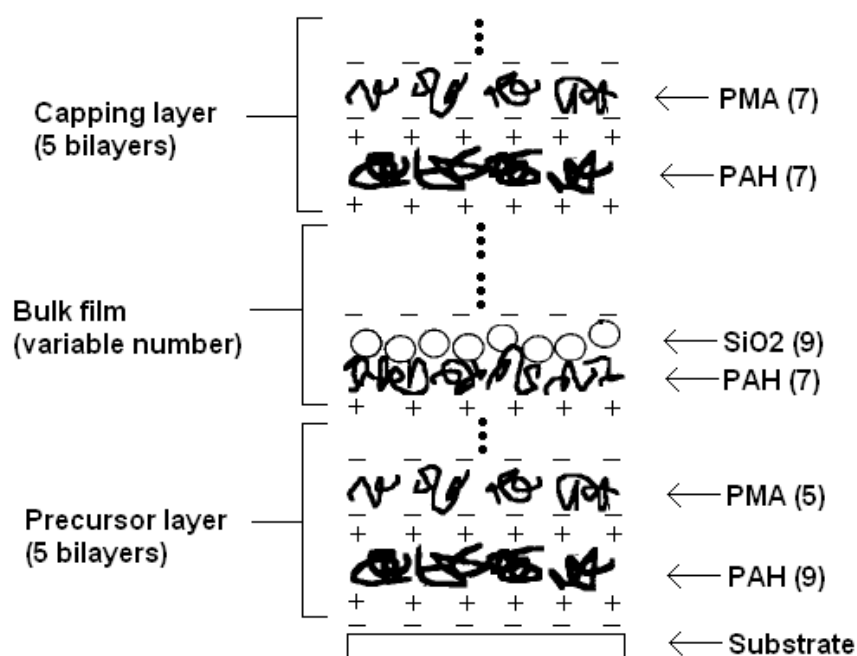 PMA (7)
Capping layer
(5 bilayers)
PAH (7)
Bulk film
(variable number)
SiO2 (9)
PAH (7)
PMA (5)
Precursor layer
(5 bilayers)
PAH (9)
Substrate